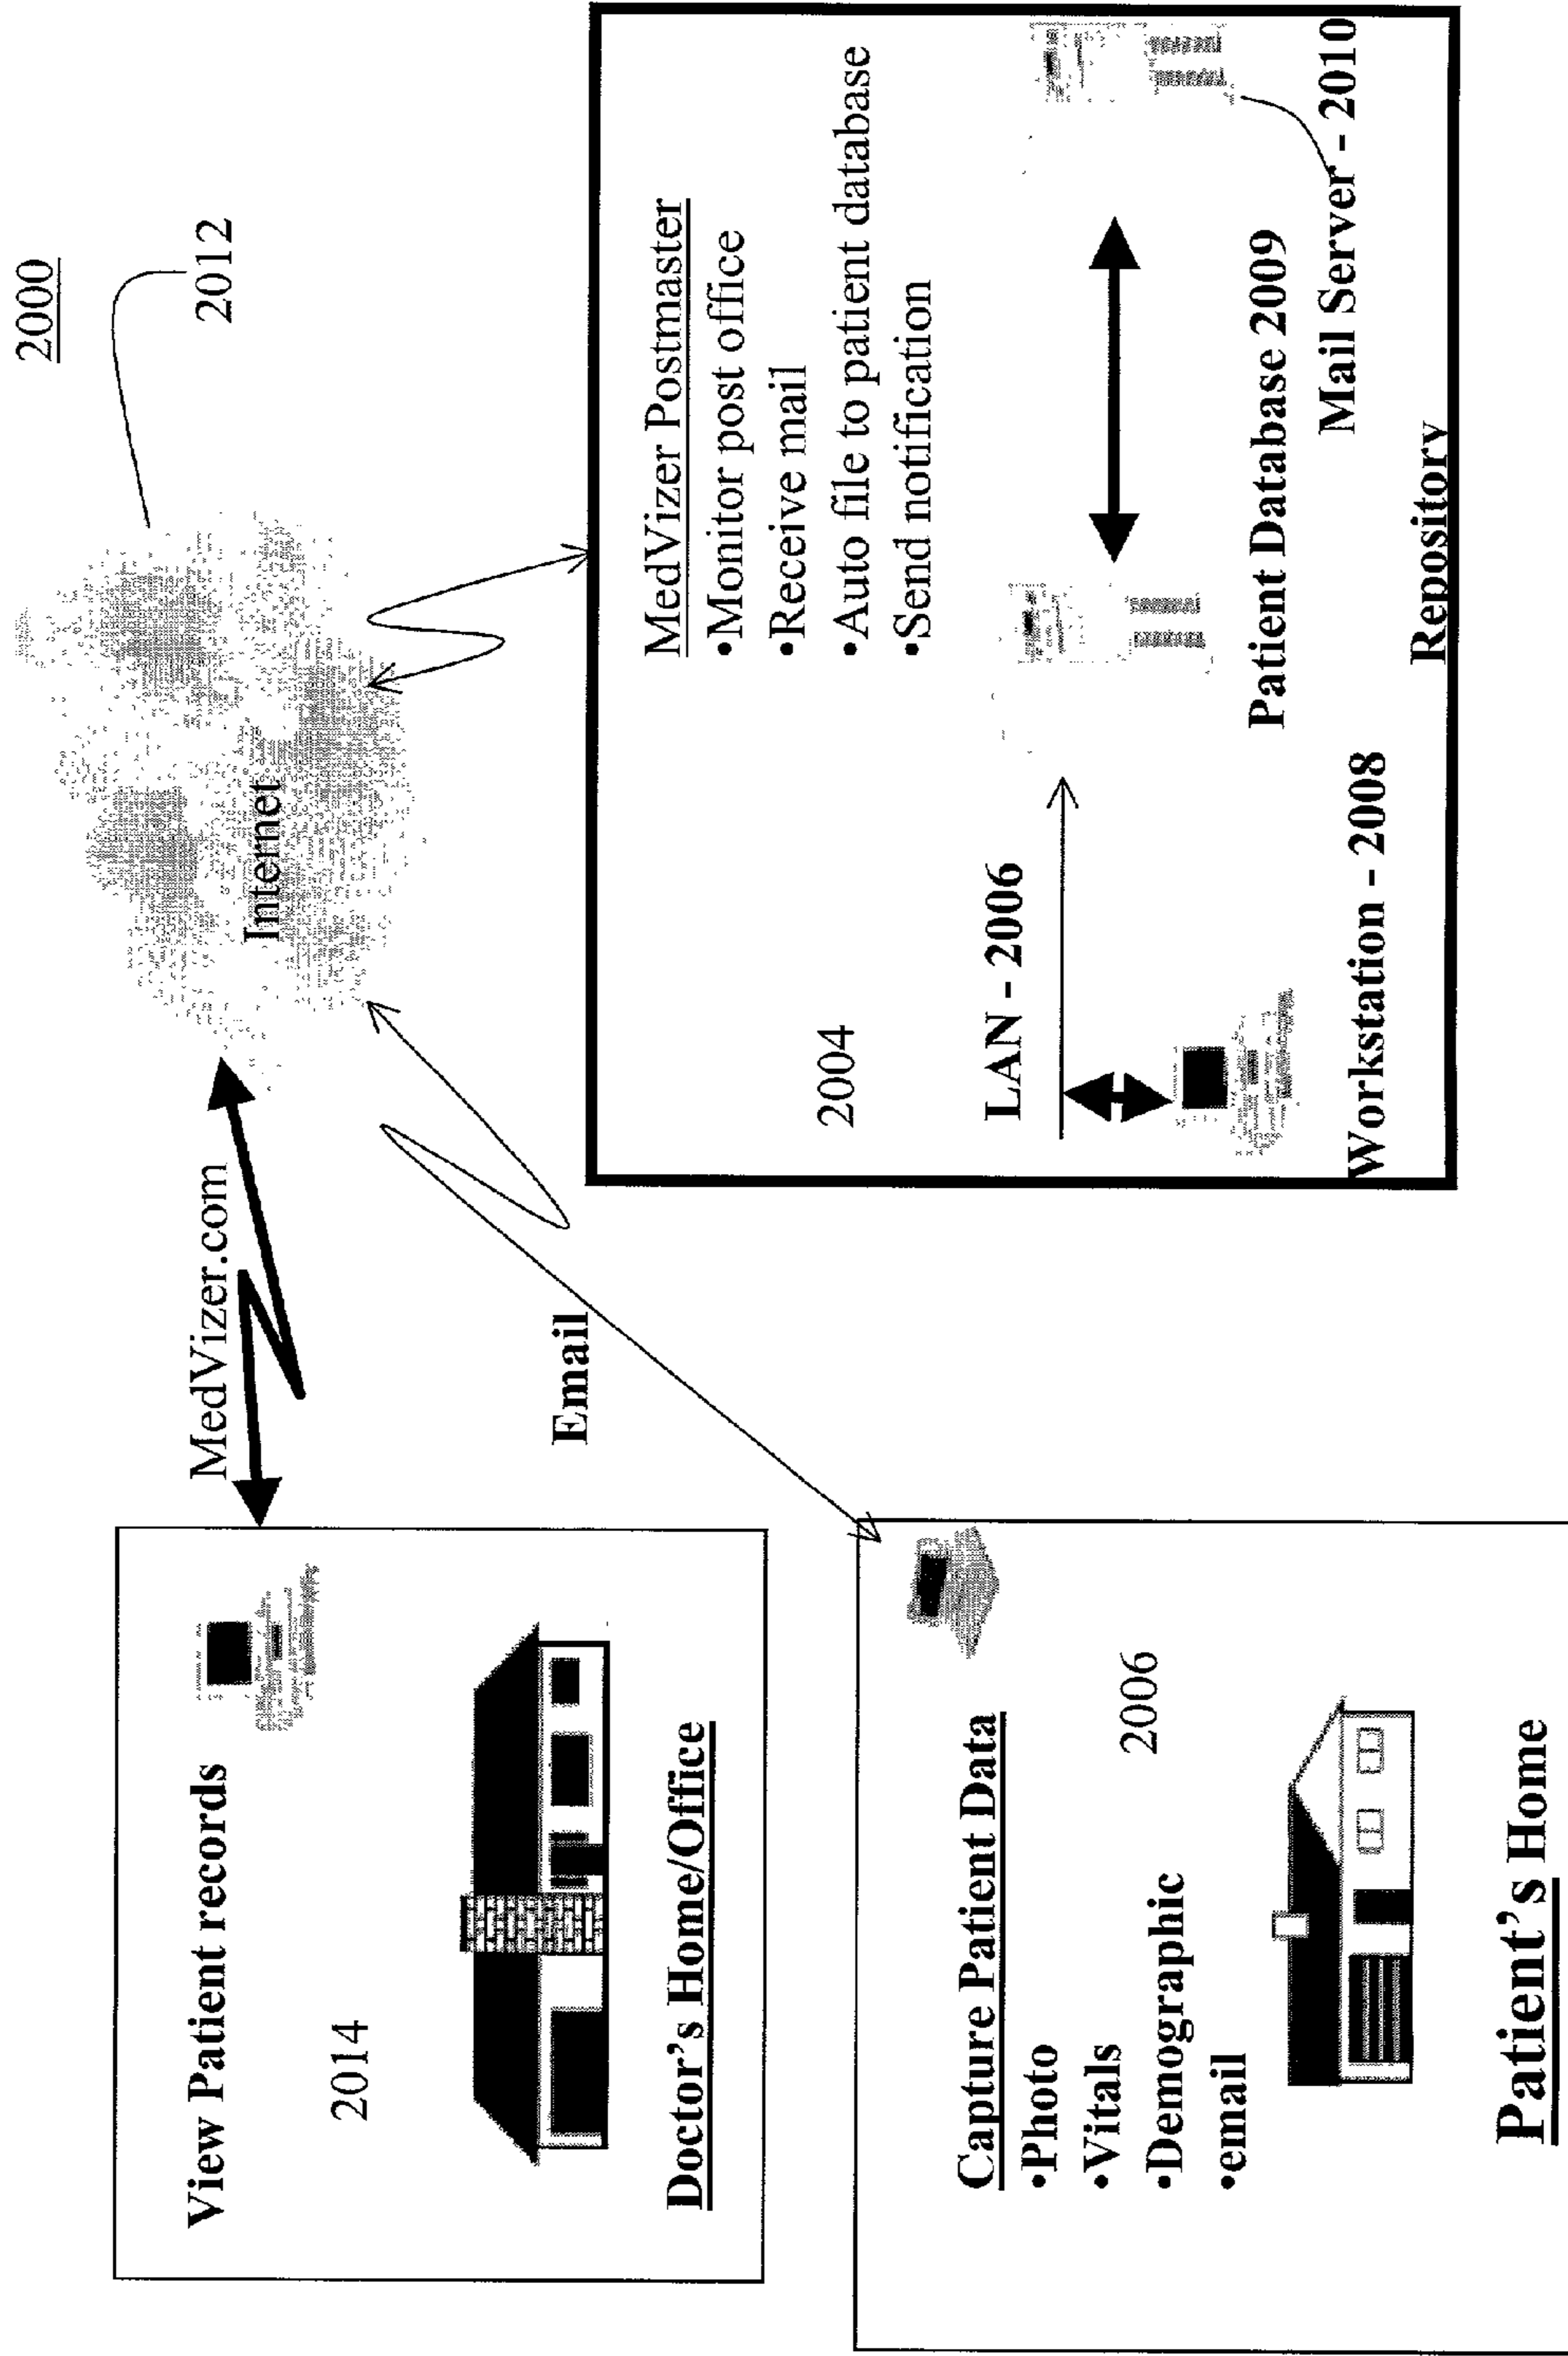 2000
2012
Internet
MedVizer.com
Email
View Patient records
2014
Doctor's Home/Office
Capture Patient Data
•Photo
•Vitals
•Demographic
•email
2006
Patient's Home
MedVizer Postmaster
•Monitor post office
•Receive mail
•Auto file to patient database
•Send notification
2004
LAN - 2006
Workstation - 2008
Patient Database 2009
Mail Server - 2010
Repository